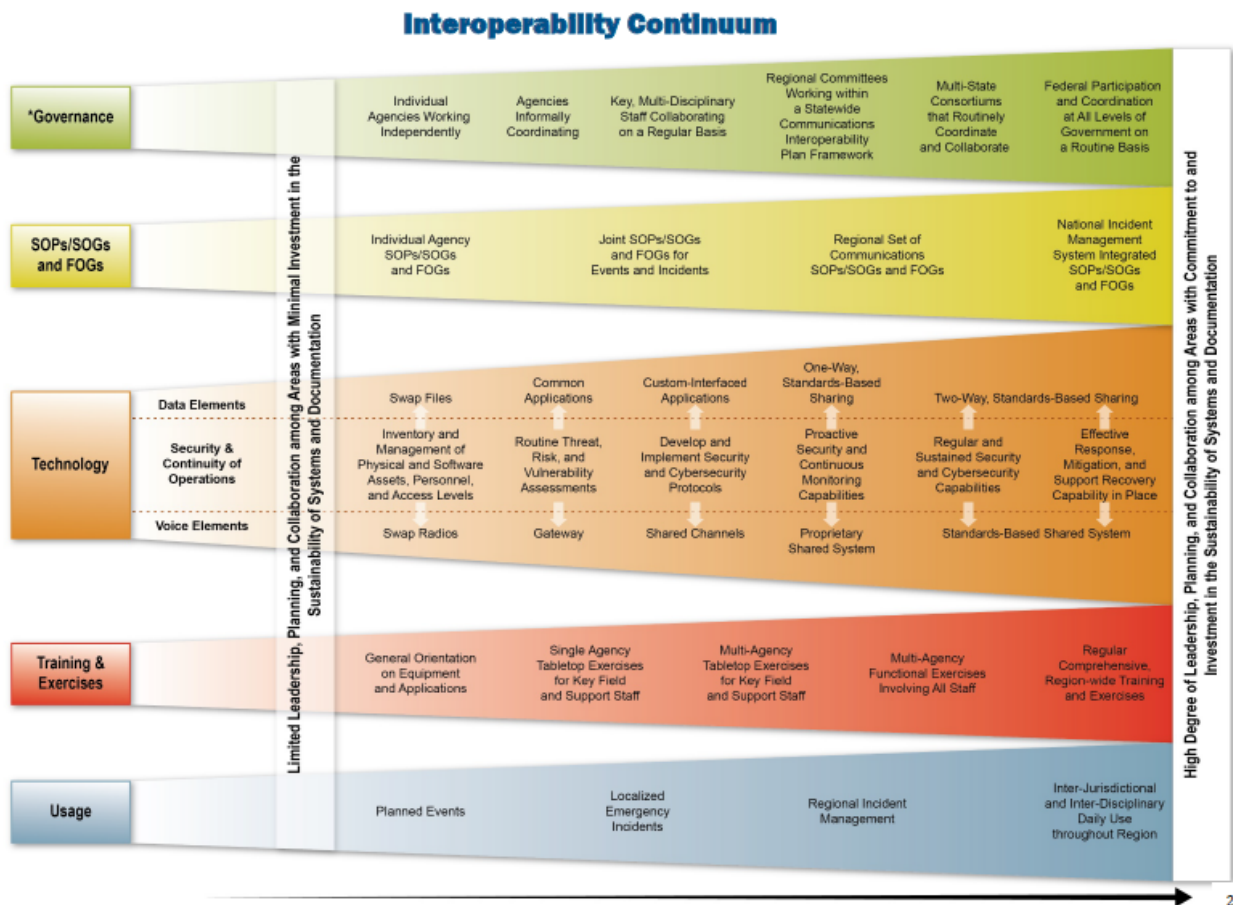 Interoperability Continuum
*Governance
Individual
Agencies Working
Independently
Agencies
Informally
Coordinating
Key, Multi-Disciplinary
Staff Collaborating
on a Regular Basis
Regional Committees
Working within
a Statewide
Communications
Interoperability
Plan Framework
Multi-State
Consortiums
that Routinely
Coordinate
and Collaborate
Federal Participation
and Coordination
at All Levels of
Government on
a Routine Basis
SOPs/SOGs
and FOGs
Individual Agency
SOPs/SOGs
and FOGs
Joint SOPs/SOGs
and FOGs for
Events and Incidents
Regional Set of
Communications
SOPs/SOGs and FOGs
National Incident
Management
System Integrated
SOPs/SOGs
and FOGs
Technology
Data Elements
Swap Files
Common
Applications
Custom-Interfaced
Applications
One-Way,
Standards-Based
Sharing
Two-Way, Standards-Based Sharing
Security &
Continuity of
Operations
Inventory and
Management of
Physical and Software
Assets, Personnel,
and Access Levels
Routine Threat,
Risk, and
Vulnerability
Assessments
Develop and
Implement Security
and Cybersecurity
Protocols
Proactive
Security and
Continuous
Monitoring
Capabilities
Regular and
Sustained Security
and Cybersecurity
Capabilities
Effective
Response,
Mitigation, and
Support Recovery
Capability in Place
Voice Elements
Swap Radios
Gateway
Shared Channels
Proprietary
Shared System
Standards-Based Shared System
Training &
Exercises
General Orientation
on Equipment
and Applications
Single Agency
Tabletop Exercises
for Key Field
and Support Staff
Multi-Agency
Tabletop Exercises
for Key Field
and Support Staff
Multi-Agency
Functional Exercises
Involving All Staff
Regular
Comprehensive,
Region-wide Training
and Exercises
Usage
Planned Events
Localized
Emergency
Incidents
Regional Incident
Management
Inter-Jurisdictional
and Inter-Disciplinary
Daily Use
throughout Region
Limited Leadership, Planning, and Collaboration among Areas with Minimal Investment in the
Sustainability of Systems and Documentation
High Degree of Leadership, Planning, and Collaboration among Areas with Commitment to and
Investment in the Sustainability of Systems and Documentation
2